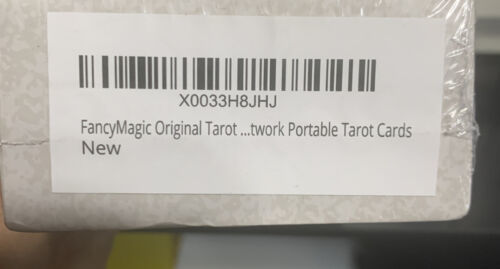 X0033H8JHJ
FancyMagic Original Tarot ...twork Portable Tarot Cards
New